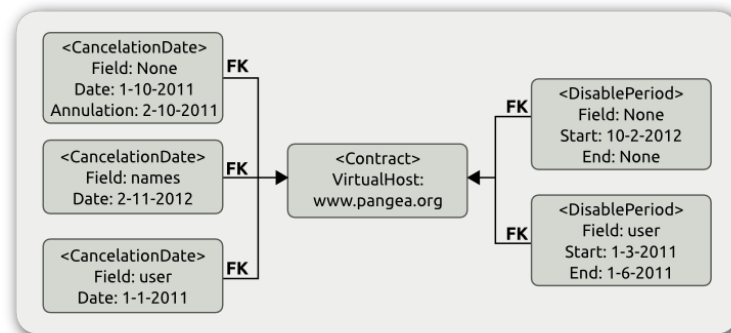 <CancelationDate>
Field: None
Date: 1-10-2011
Annulation: 2-10-2011
FK
<CancelationDate>
Field: names
Date: 2-11-2012
FK
<CancelationDate>
Field: user
Date: 1-1-2011
FK
<Contract>
VirtualHost:
www.pangea.org
FK
<DisablePeriod>
Field: None
Start: 10-2-2012
End: None
FK
<DisablePeriod>
Field: user
Start: 1-3-2011
End: 1-6-2011